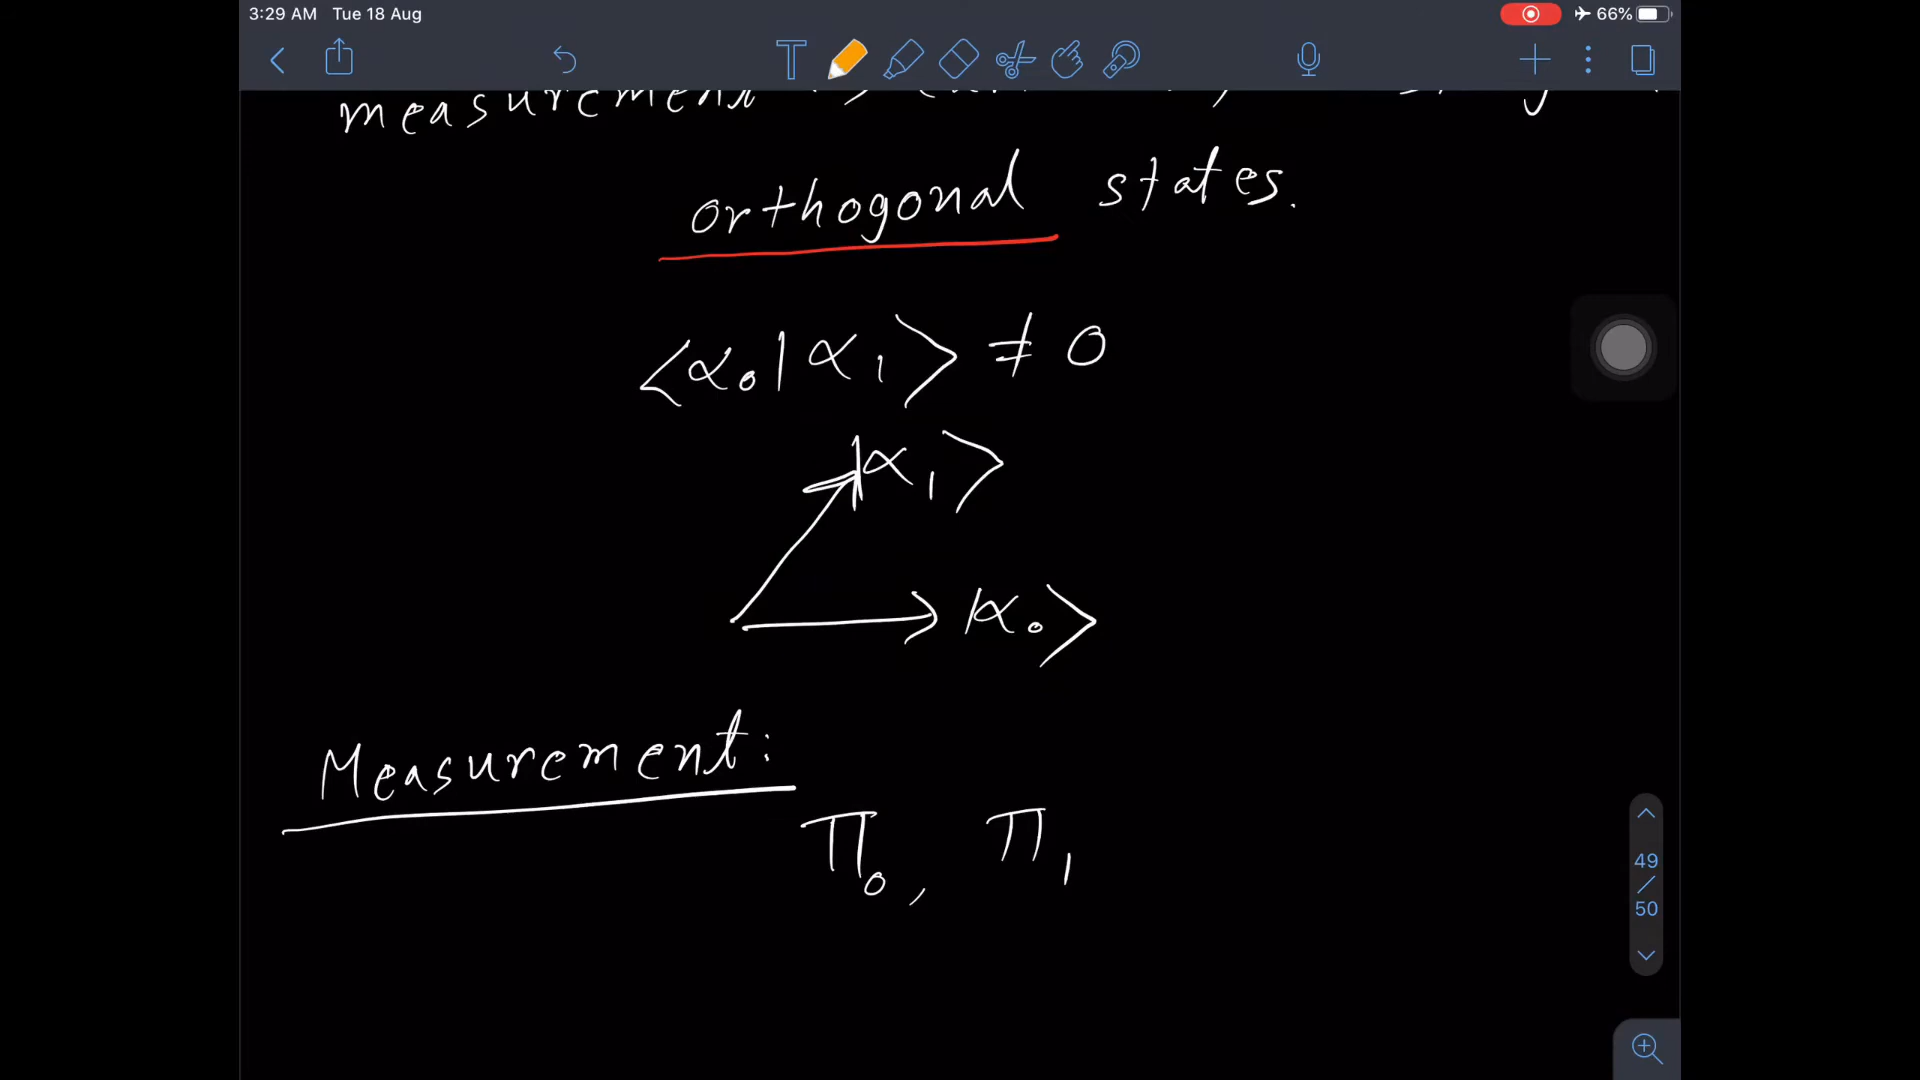 3:29 AM Tue 18 Aug
66%
T
measurement
orthogonal states.
<α₀|α₁> ≠ 0
|α₁>
|α₀>
Measurement:
Π₀, Π₁
49
/
50